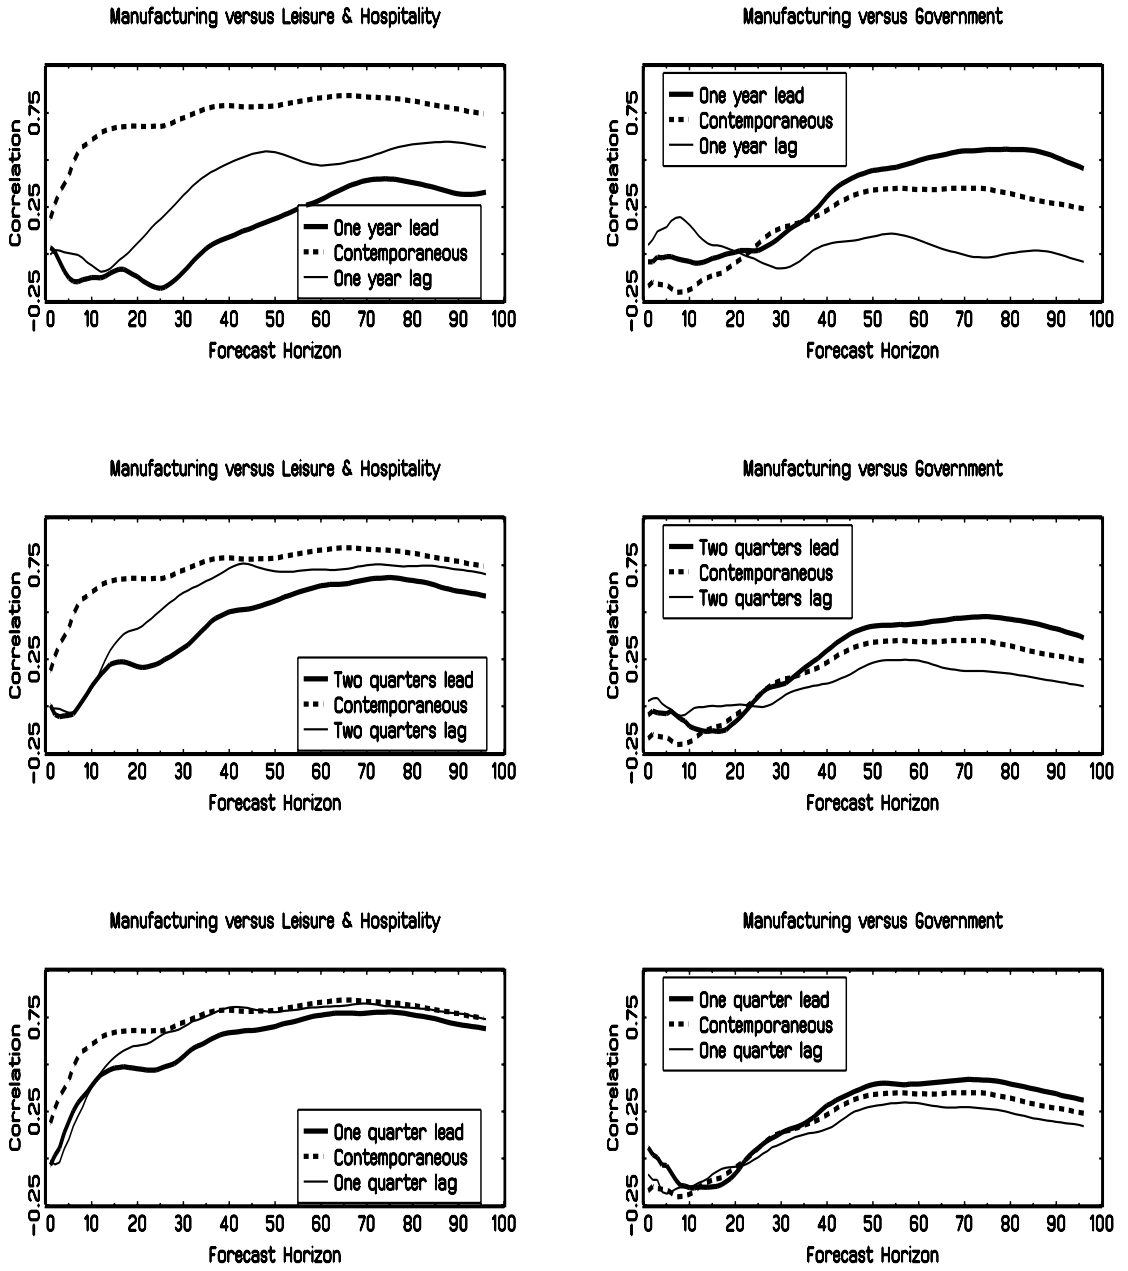 Manufacturing versus Leisure & Hospitality
Correlation
0.75
0.25
-0.25
One year lead
Contemporaneous
One year lag
0 10 20 30 40 50 60 70 80 90 100
Forecast Horizon
Manufacturing versus Government
Correlation
0.75
0.25
-0.25
One year lead
Contemporaneous
One year lag
0 10 20 30 40 50 60 70 80 90 100
Forecast Horizon
Manufacturing versus Leisure & Hospitality
Correlation
0.75
0.25
-0.25
Two quarters lead
Contemporaneous
Two quarters lag
0 10 20 30 40 50 60 70 80 90 100
Forecast Horizon
Manufacturing versus Government
Correlation
0.75
0.25
-0.25
Two quarters lead
Contemporaneous
Two quarters lag
0 10 20 30 40 50 60 70 80 90 100
Forecast Horizon
Manufacturing versus Leisure & Hospitality
Correlation
0.75
0.25
-0.25
One quarter lead
Contemporaneous
One quarter lag
0 10 20 30 40 50 60 70 80 90 100
Forecast Horizon
Manufacturing versus Government
Correlation
0.75
0.25
-0.25
One quarter lead
Contemporaneous
One quarter lag
0 10 20 30 40 50 60 70 80 90 100
Forecast Horizon